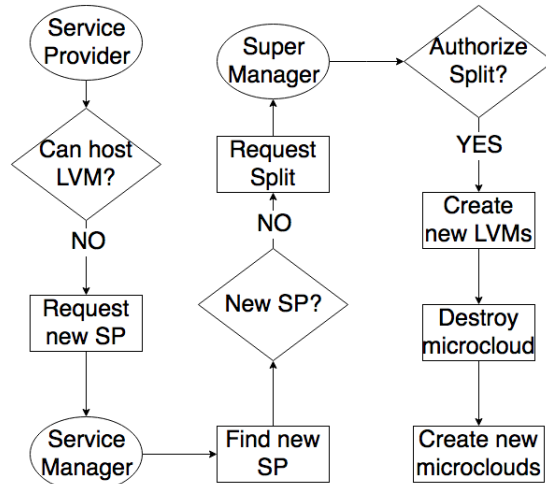 Service
Provider
Can host
LVM?
NO
Request
new SP
Service
Manager
Find new
SP
New SP?
NO
Request
Split
Super
Manager
Authorize
Split?
YES
Create
new LVMs
Destroy
microcloud
Create new
microclouds